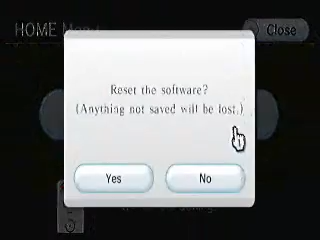 HOME Menu
Close
Reset the software?
(Anything not saved will be lost.)
Yes
No